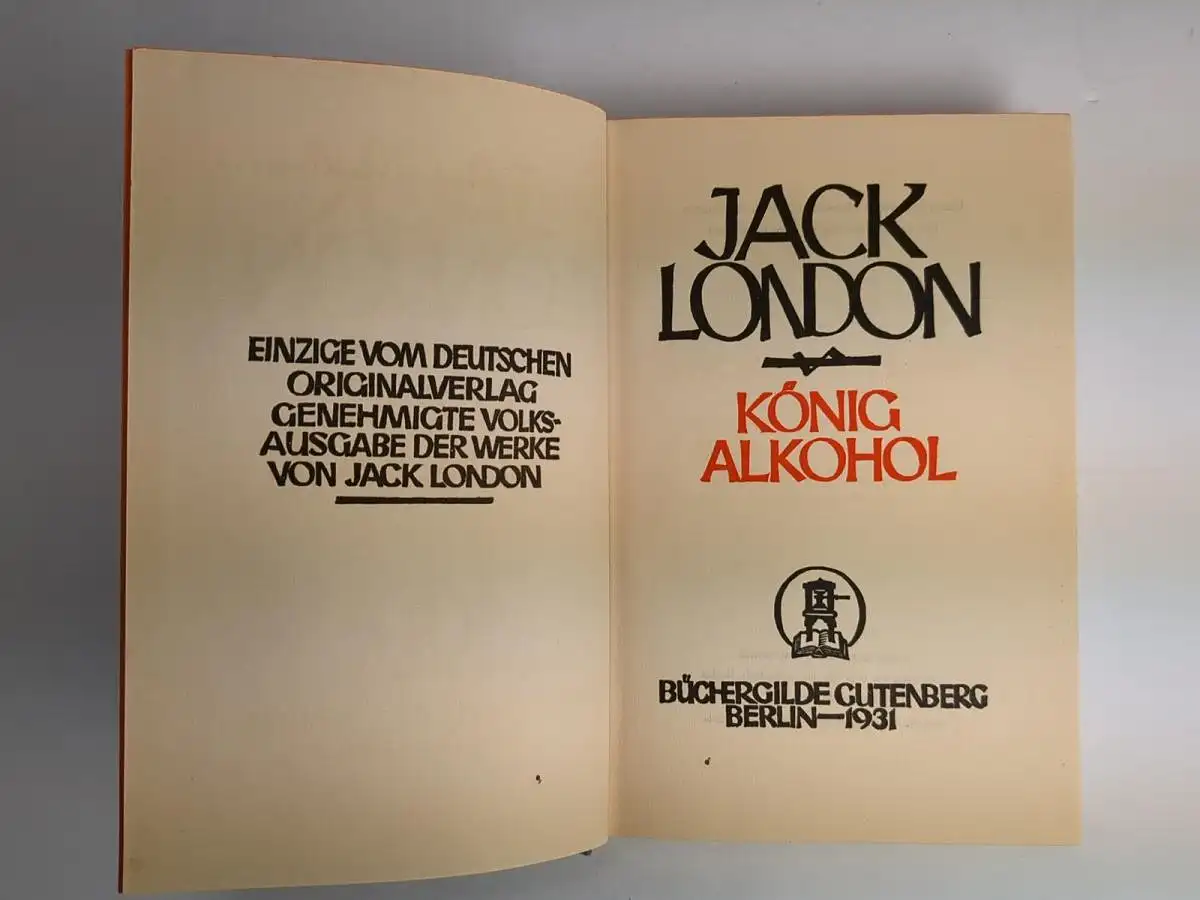 EINZIGE VOM DEUTSCHEN
ORIGINALVERLAG
GENEHMIGTE VOLKS-
AUSGABE DER WERKE
VON JACK LONDON
JACK
LONDON
KÖNIG
ALKOHOL
BÜCHERGILDE GUTENBERG
BERLIN—1931